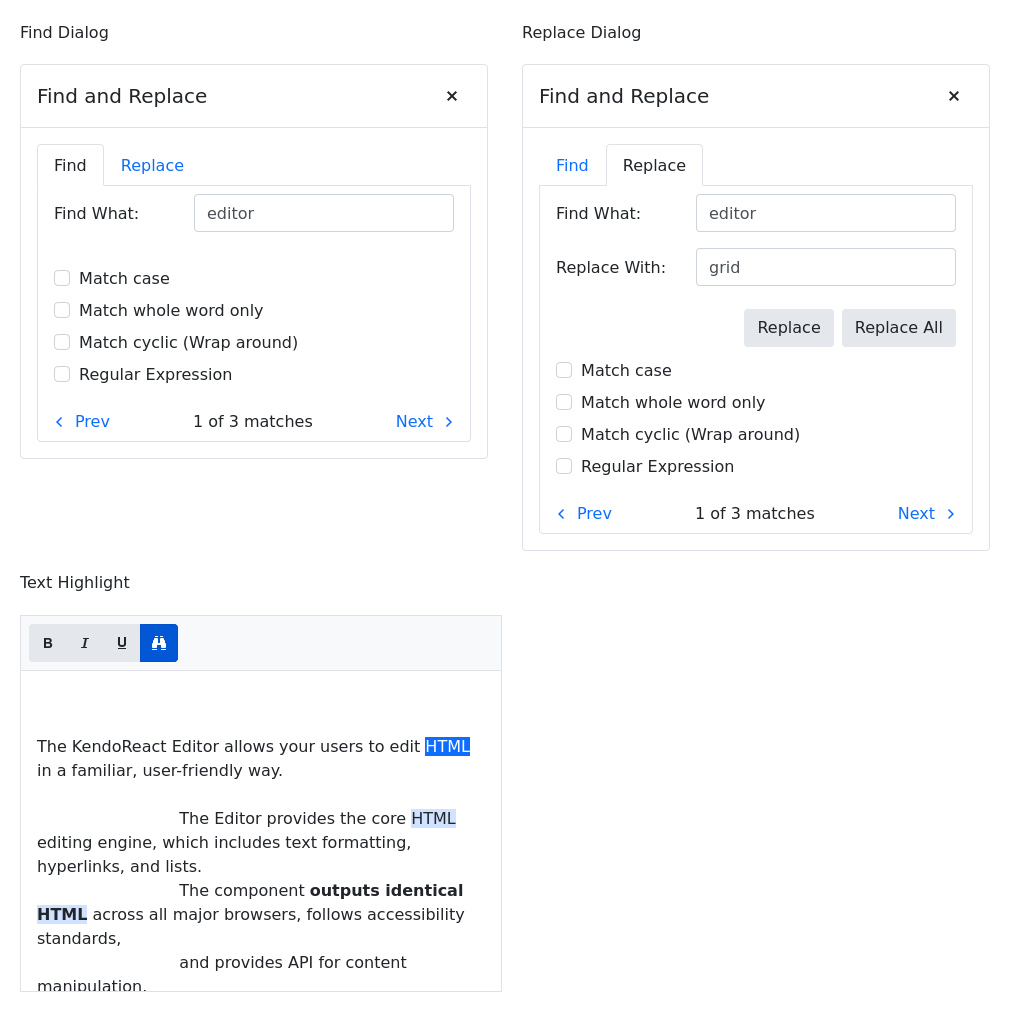 Find Dialog
Find and Replace
Find Replace
Find What: editor
Match case
Match whole word only
Match cyclic (Wrap around)
Regular Expression
Prev 1 of 3 matches Next
Replace Dialog
Find and Replace
Find Replace
Find What: editor
Replace With: grid
Replace Replace All
Match case
Match whole word only
Match cyclic (Wrap around)
Regular Expression
Prev 1 of 3 matches Next
Text Highlight
B I U
The KendoReact Editor allows your users to edit HTML
in a familiar, user-friendly way.
The Editor provides the core HTML
editing engine, which includes text formatting,
hyperlinks, and lists.
The component outputs identical
HTML across all major browsers, follows accessibility
standards,
and provides API for content
manipulation.